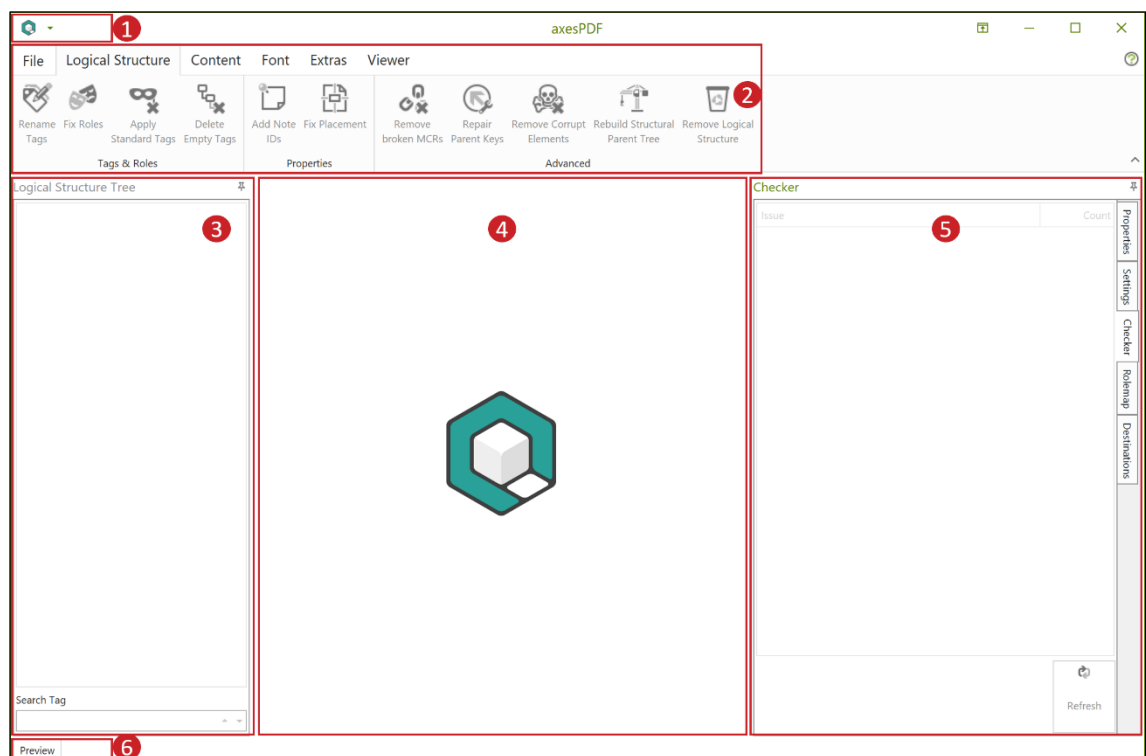 1
axesPDF
File Logical Structure Content Font Extras Viewer
Rename Fix Roles Apply Delete Add Note Fix Placement Remove Repair Remove Corrupt Rebuild Structural Remove Logical
Tags Standard Tags Empty Tags IDs broken MCRs Parent Keys Elements Parent Tree Structure
2
Tags & Roles Properties Advanced
Logical Structure Tree
3
4
Checker
Issue Count
5
Properties
Settings
Checker
Rolemap
Destinations
Refresh
Search Tag
Preview
6